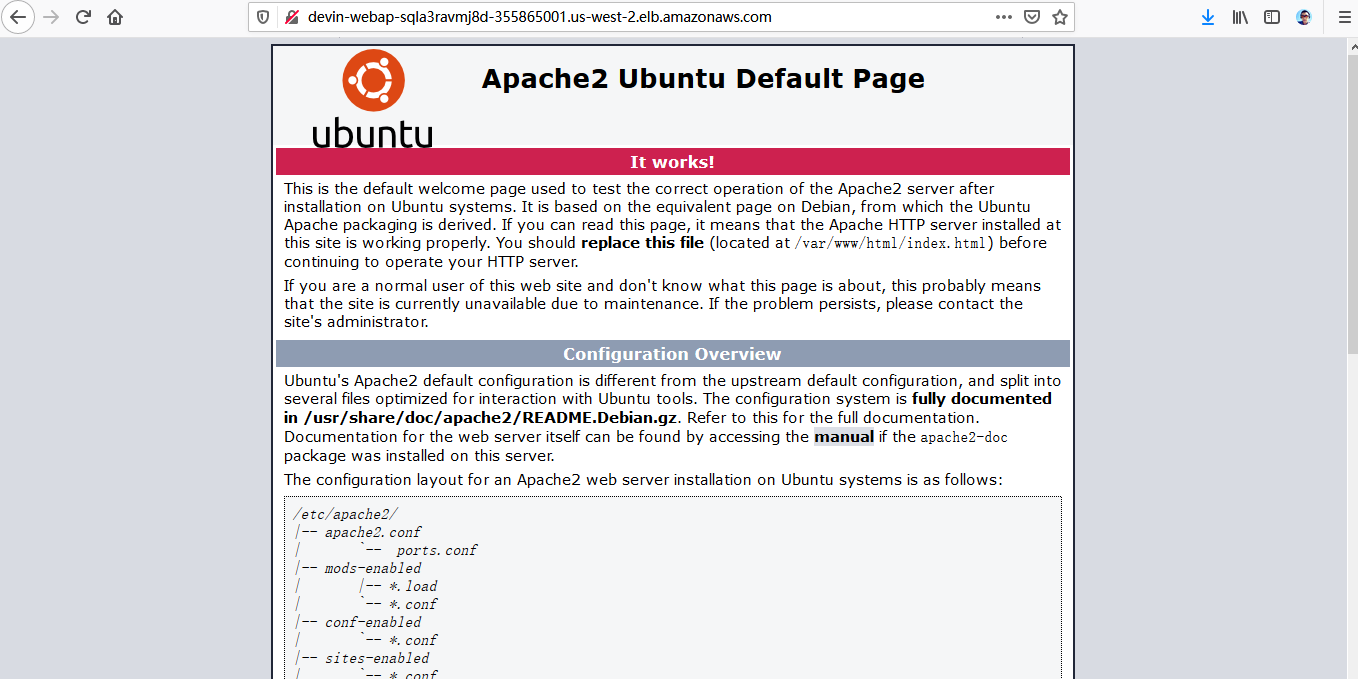 devin-webap-sqla3ravmj8d-355865001.us-west-2.elb.amazonaws.com
Apache2 Ubuntu Default Page
ubuntu
It works!
This is the default welcome page used to test the correct operation of the Apache2 server after
installation on Ubuntu systems. It is based on the equivalent page on Debian, from which the Ubuntu
Apache packaging is derived. If you can read this page, it means that the Apache HTTP server installed at
this site is working properly. You should replace this file (located at /var/www/html/index.html) before
continuing to operate your HTTP server.
If you are a normal user of this web site and don't know what this page is about, this probably means
that the site is currently unavailable due to maintenance. If the problem persists, please contact the
site's administrator.
Configuration Overview
Ubuntu's Apache2 default configuration is different from the upstream default configuration, and split into
several files optimized for interaction with Ubuntu tools. The configuration system is fully documented
in /usr/share/doc/apache2/README.Debian.gz. Refer to this for the full documentation.
Documentation for the web server itself can be found by accessing the manual if the apache2-doc
package was installed on this server.
The configuration layout for an Apache2 web server installation on Ubuntu systems is as follows:
/etc/apache2/
|-- apache2.conf
|       `--  ports.conf
|-- mods-enabled
|       |-- *.load
|       `-- *.conf
|-- conf-enabled
|       `-- *.conf
|-- sites-enabled
|       `-- *.conf